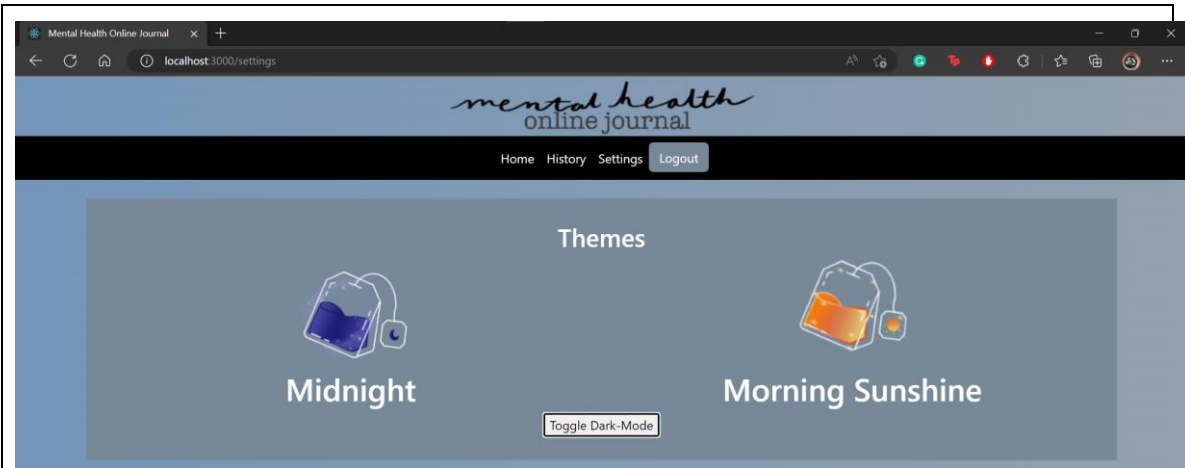 Mental Health Online Journal
localhost:3000/settings
mental health
online journal
Home History Settings Logout
Themes
Midnight
Morning Sunshine
Toggle Dark-Mode